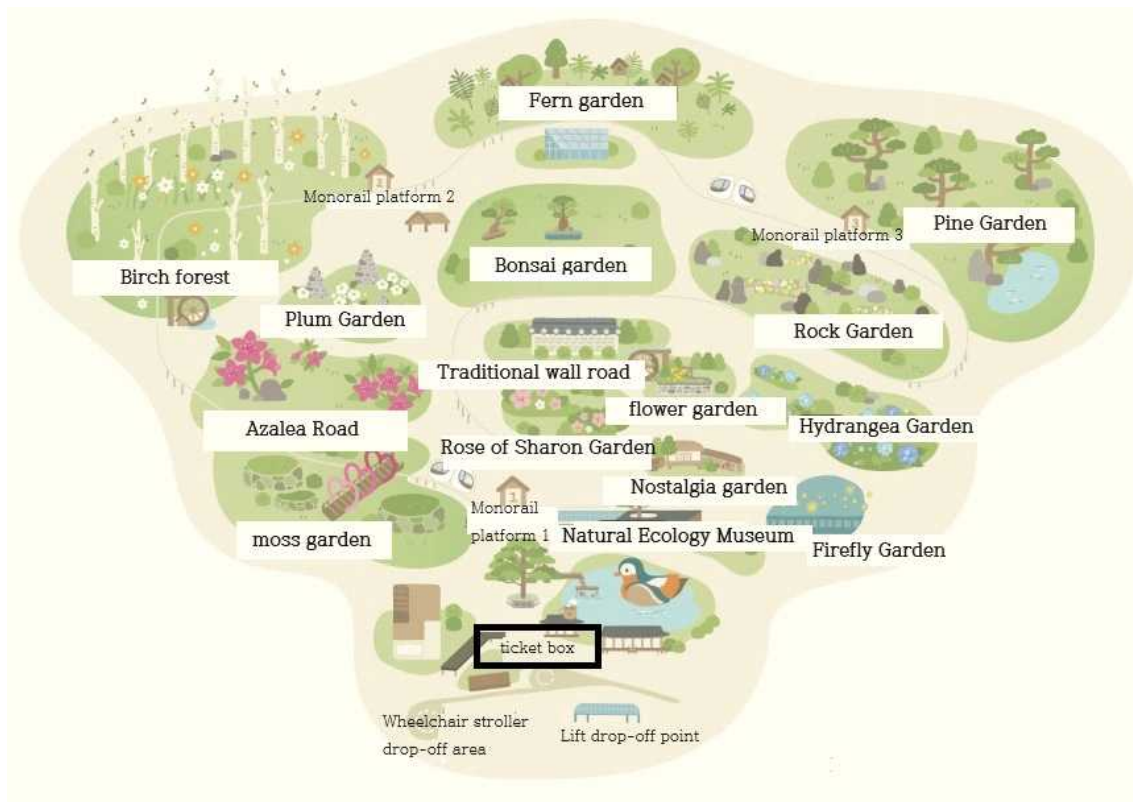 Fern garden
Monorail platform 2
Pine Garden
Monorail platform 3
Birch forest
Bonsai garden
Plum Garden
Rock Garden
Traditional wall road
flower garden
Azalea Road
Hydrangea Garden
Rose of Sharon Garden
Nostalgia garden
1
Monorail
platform 1
Natural Ecology Museum
moss garden
Firefly Garden
ticket box
Wheelchair stroller
drop-off area
Lift drop-off point